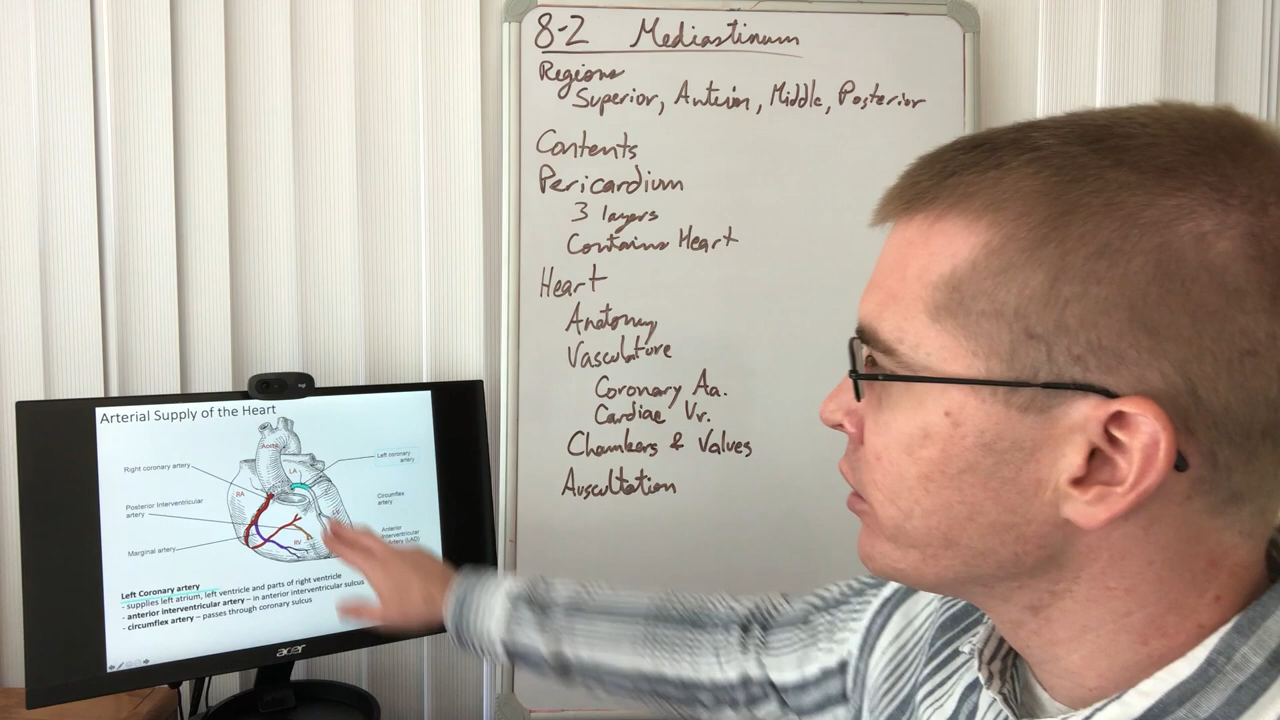 8-2 Mediastinum
Regions
Superior, Anterior, Middle, Posterior
Contents
Pericardium
3 layers
Contains Heart
Heart
Anatomy
Vasculature
Coronary Aa.
Cardiac Vv.
Chambers & Valves
Auscultation
Arterial Supply of the Heart
Aorta
LA
Left coronary
artery
Right coronary artery
RA
Circumflex
artery
Posterior Interventricular
artery
Anterior
Interventricular
(LAD)
RV
Marginal artery
Left Coronary artery
- supplies left atrium, left ventricle and parts of right ventricle
- anterior interventricular artery – in anterior interventricular sulcus
- circumflex artery – passes through coronary sulcus
acer
logi